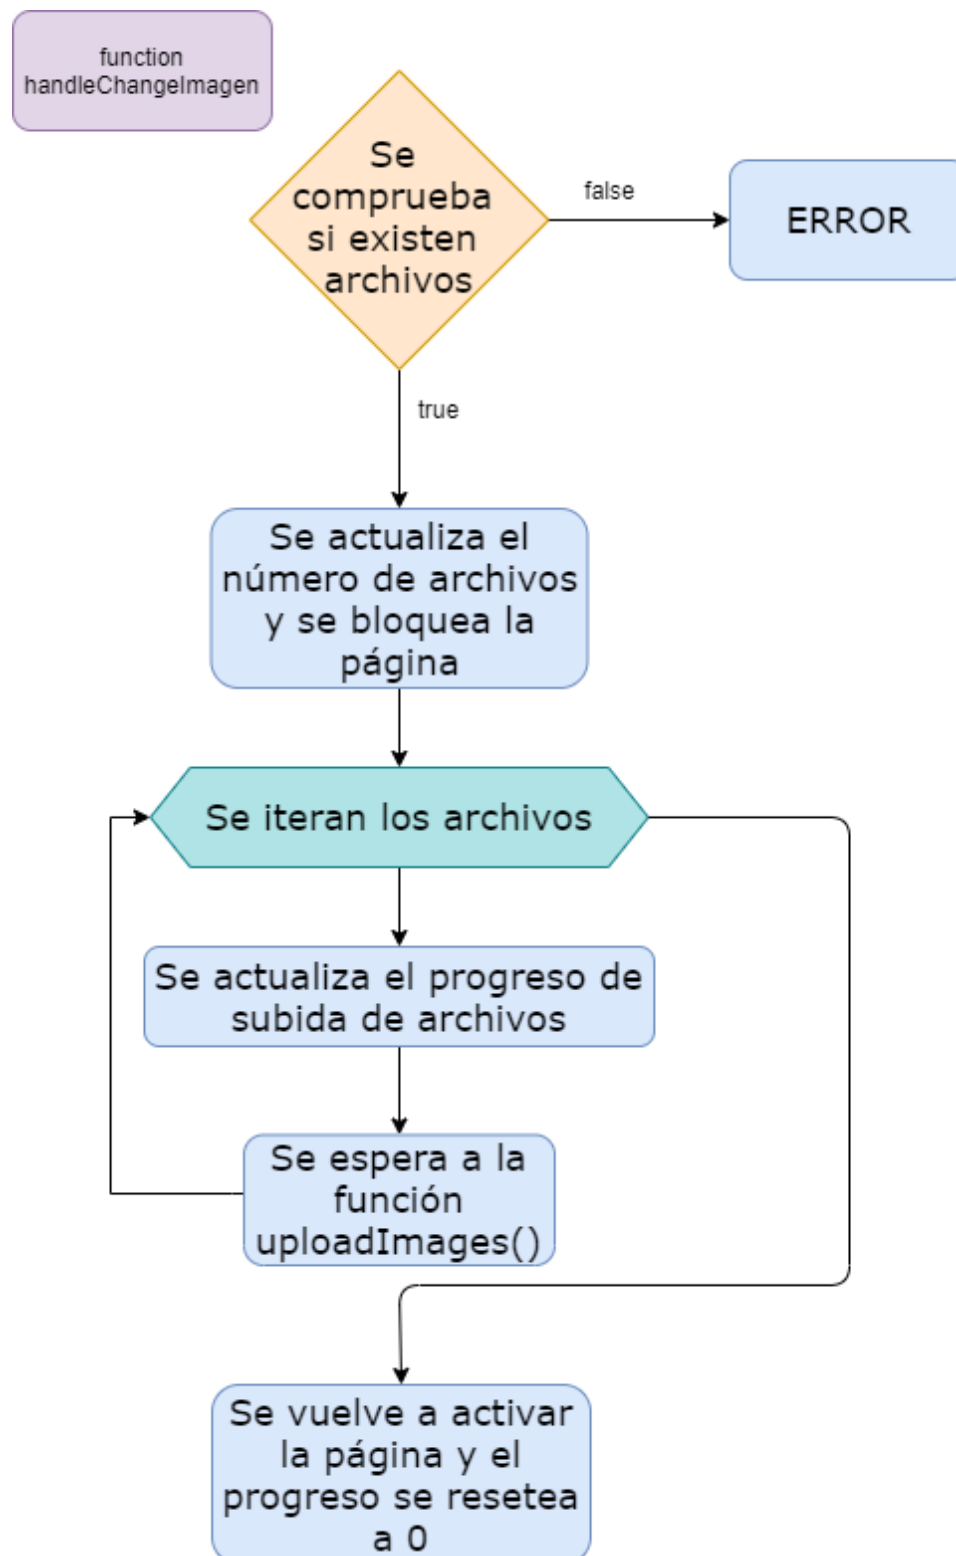 function
handleChangeImagen
Se
comprueba
si existen
archivos
false
ERROR
true
Se actualiza el
número de archivos
y se bloquea la
página
Se iteran los archivos
Se actualiza el progreso de
subida de archivos
Se espera a la
función
uploadImages()
Se vuelve a activar
la página y el
progreso se resetea
a 0